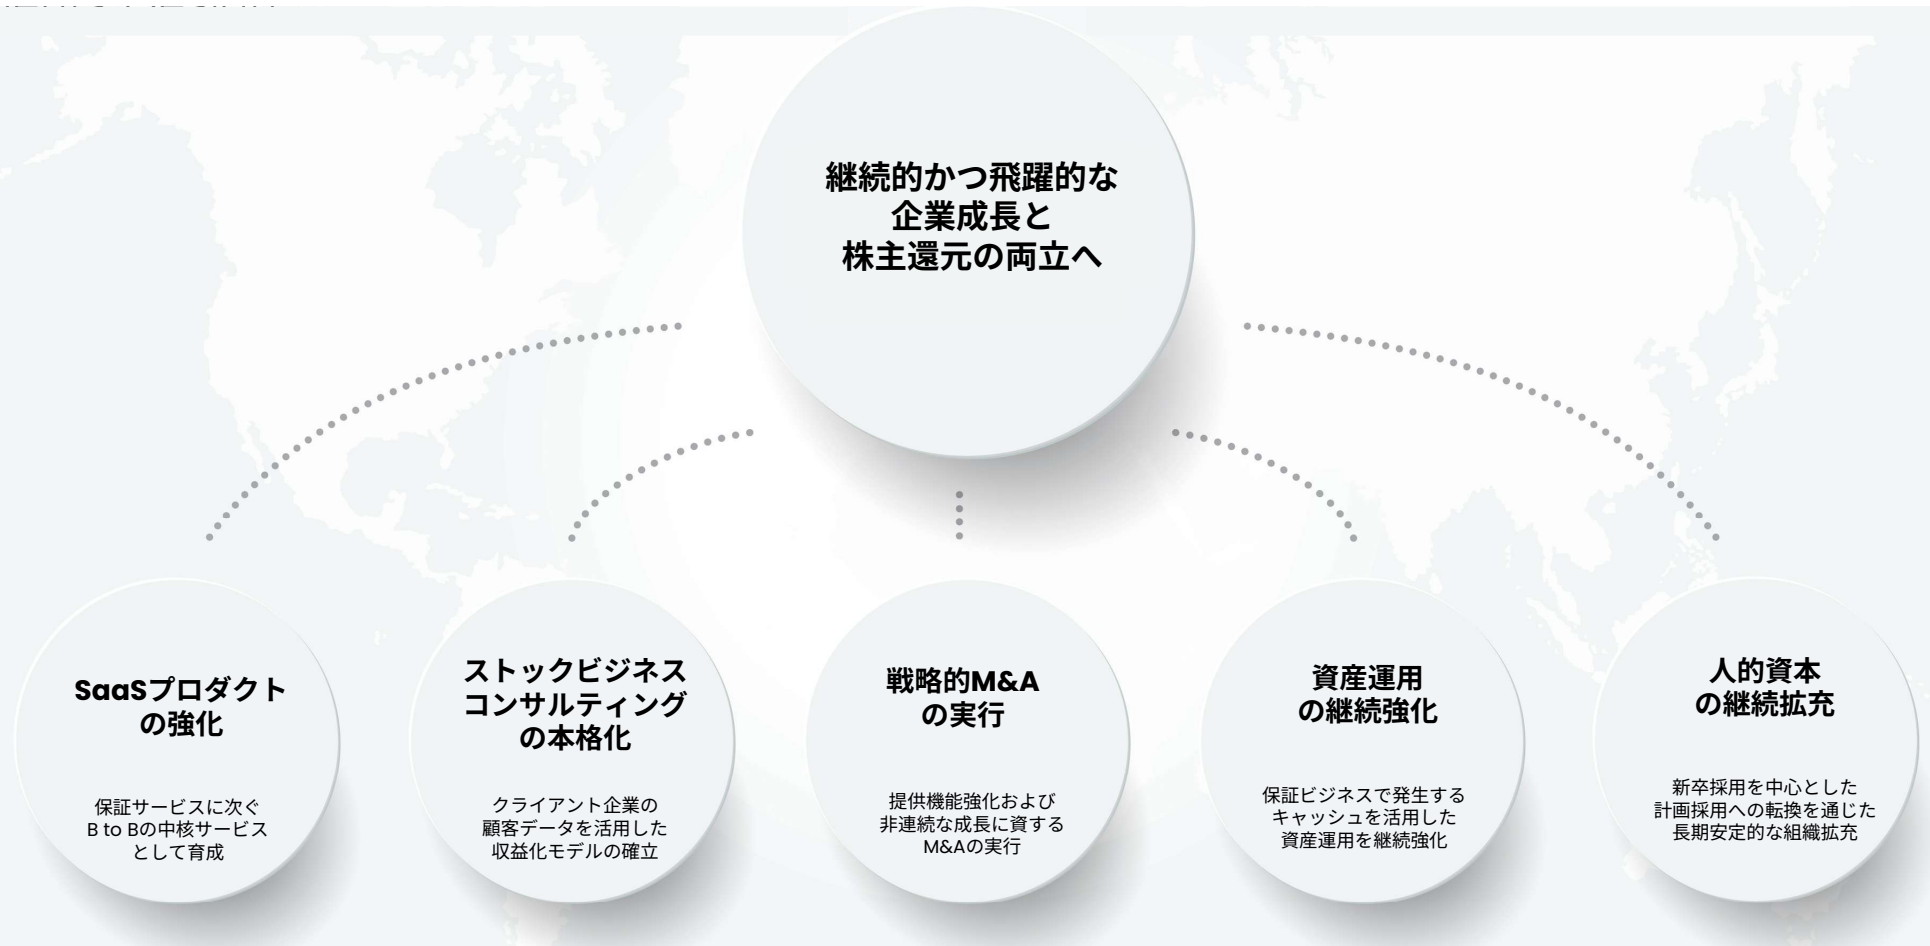 継続的かつ飛躍的な
企業成長と
株主還元の両立へ
SaaSプロダクト
の強化
保証サービスに次ぐ
B to Bの中核サービス
として育成
ストックビジネス
コンサルティング
の本格化
クライアント企業の
顧客データを活用した
収益化モデルの確立
戦略的M&A
の実行
提供機能強化および
非連続な成長に資する
M&Aの実行
資産運用
の継続強化
保証ビジネスで発生する
キャッシュを活用した
資産運用を継続強化
人的資本
の継続拡充
新卒採用を中心とした
計画採用への転換を通じた
長期安定的な組織拡充